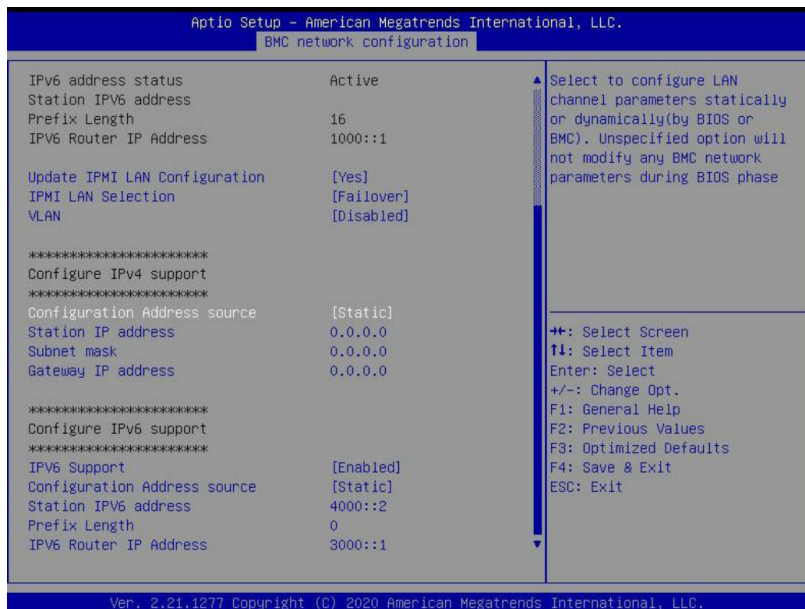 Aptio Setup – American Megatrends International, LLC.
BMC network configuration
IPv6 address status Active
Station IPV6 address
Prefix Length 16
IPV6 Router IP Address 1000::1
Update IPMI LAN Configuration [Yes]
IPMI LAN Selection [Failover]
VLAN [Disabled]
***********************
Configure IPv4 support
***********************
Configuration Address source [Static]
Station IP address 0.0.0.0
Subnet mask 0.0.0.0
Gateway IP address 0.0.0.0
***********************
Configure IPv6 support
***********************
IPV6 Support [Enabled]
Configuration Address source [Static]
Station IPV6 address 4000::2
Prefix Length 0
IPV6 Router IP Address 3000::1
Select to configure LAN
channel parameters statically
or dynamically(by BIOS or
BMC). Unspecified option will
not modify any BMC network
parameters during BIOS phase
→←: Select Screen
↑↓: Select Item
Enter: Select
+/-: Change Opt.
F1: General Help
F2: Previous Values
F3: Optimized Defaults
F4: Save & Exit
ESC: Exit
Ver. 2.21.1277 Copyright (C) 2020 American Megatrends International, LLC.